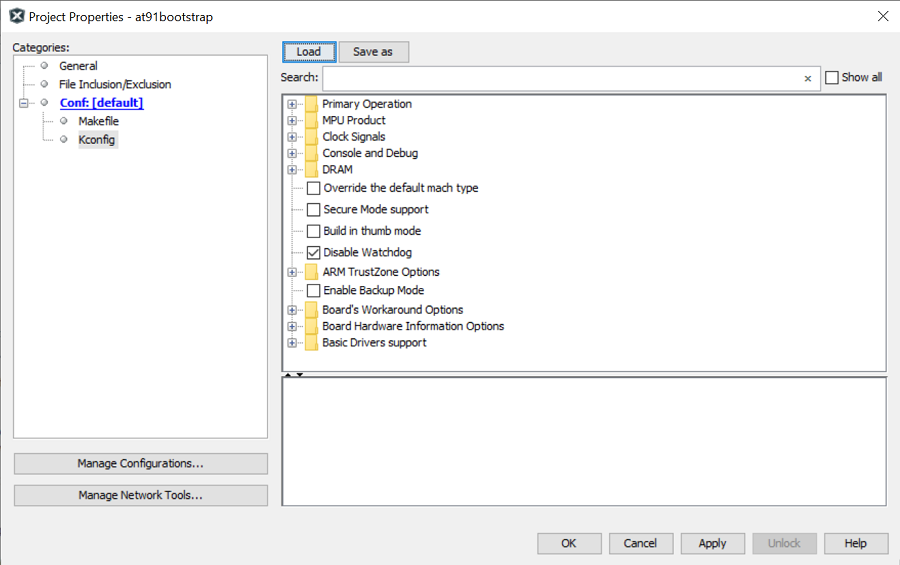 Project Properties - at91bootstrap
Categories:
General
File Inclusion/Exclusion
Conf: [default]
Makefile
Kconfig
Manage Configurations...
Manage Network Tools...
Load Save as
Search: Show all
Primary Operation
MPU Product
Clock Signals
Console and Debug
DRAM
Override the default mach type
Secure Mode support
Build in thumb mode
Disable Watchdog
ARM TrustZone Options
Enable Backup Mode
Board's Workaround Options
Board Hardware Information Options
Basic Drivers support
OK Cancel Apply Unlock Help